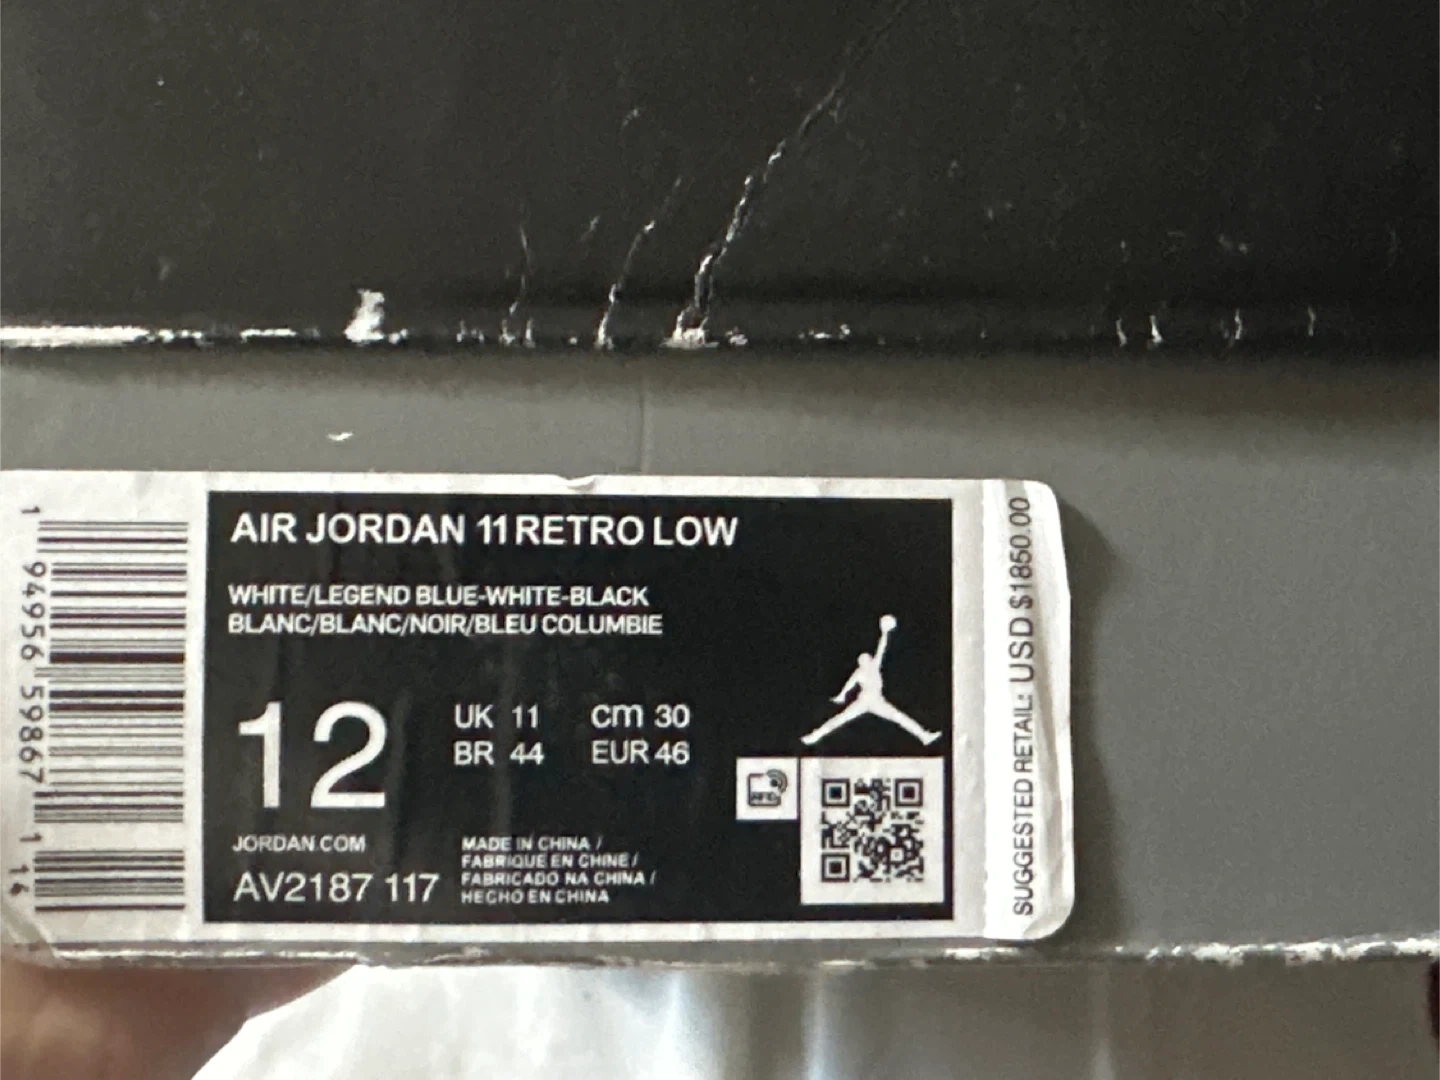 1 94956 59867 1 14
AIR JORDAN 11 RETRO LOW
WHITE/LEGEND BLUE-WHITE-BLACK
BLANC/BLANC/NOIR/BLEU COLUMBIE
12
UK 11 cm 30
BR 44 EUR 46
JORDAN.COM
AV2187 117
MADE IN CHINA /
FABRIQUE EN CHINE /
FABRICADO NA CHINA /
HECHO EN CHINA
RFID
SUGGESTED RETAIL: USD $1850.00